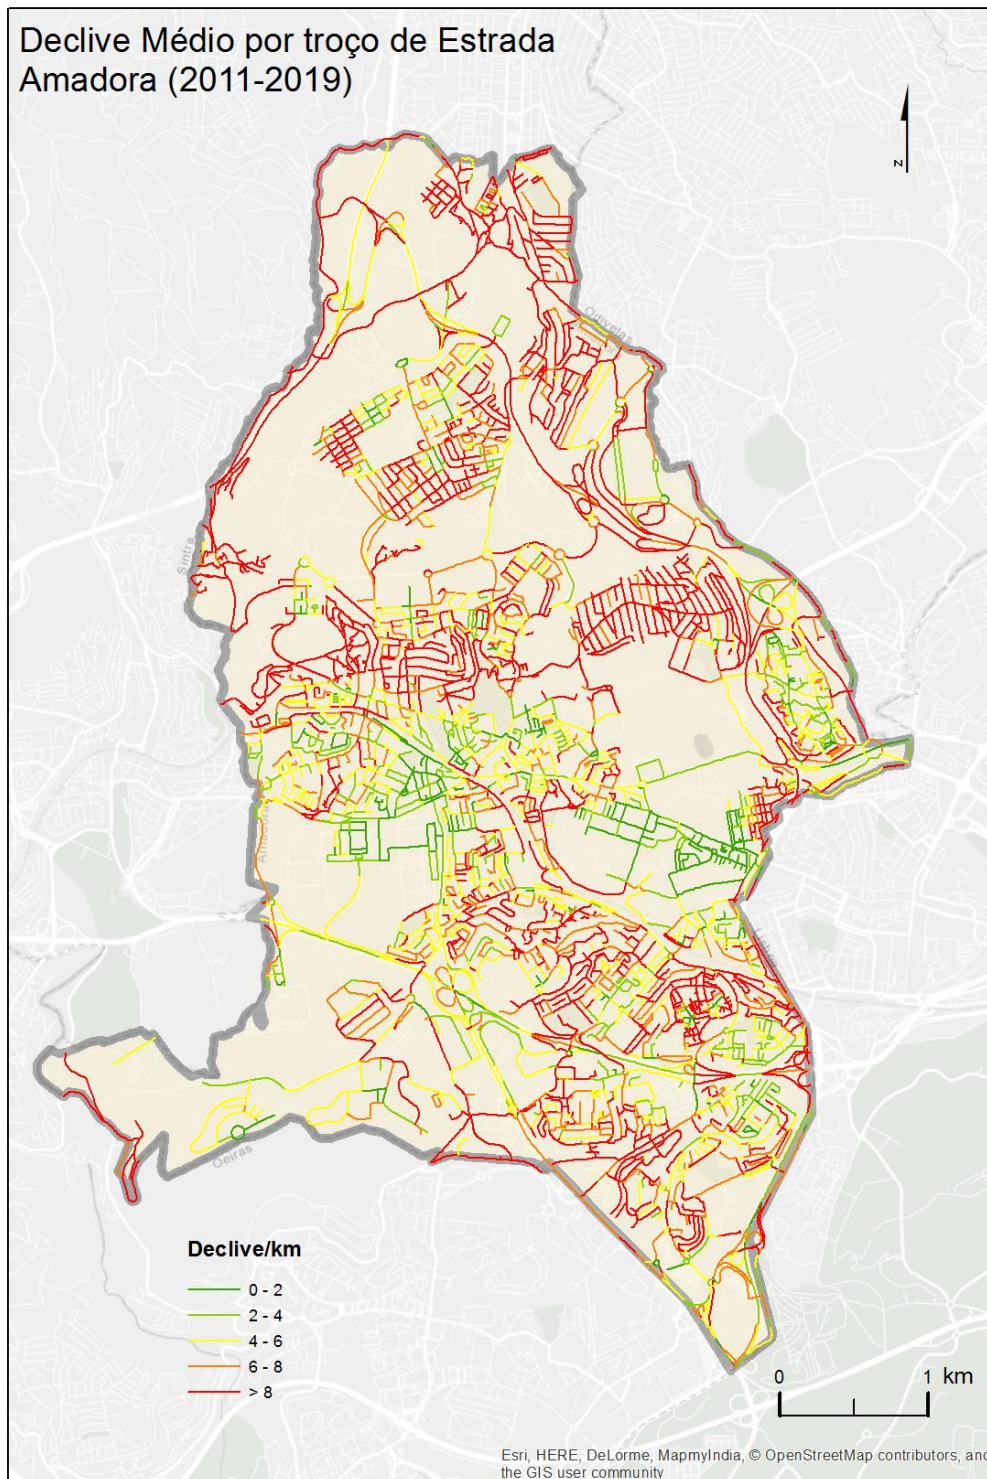 Declive Médio por troço de Estrada
Amadora (2011-2019)
N
Odivelas
Sintra
Amadora
Oeiras
Declive/km
0 - 2
2 - 4
4 - 6
6 - 8
> 8
0 1 km
Esri, HERE, DeLorme, MapmyIndia, © OpenStreetMap contributors, and
the GIS user community